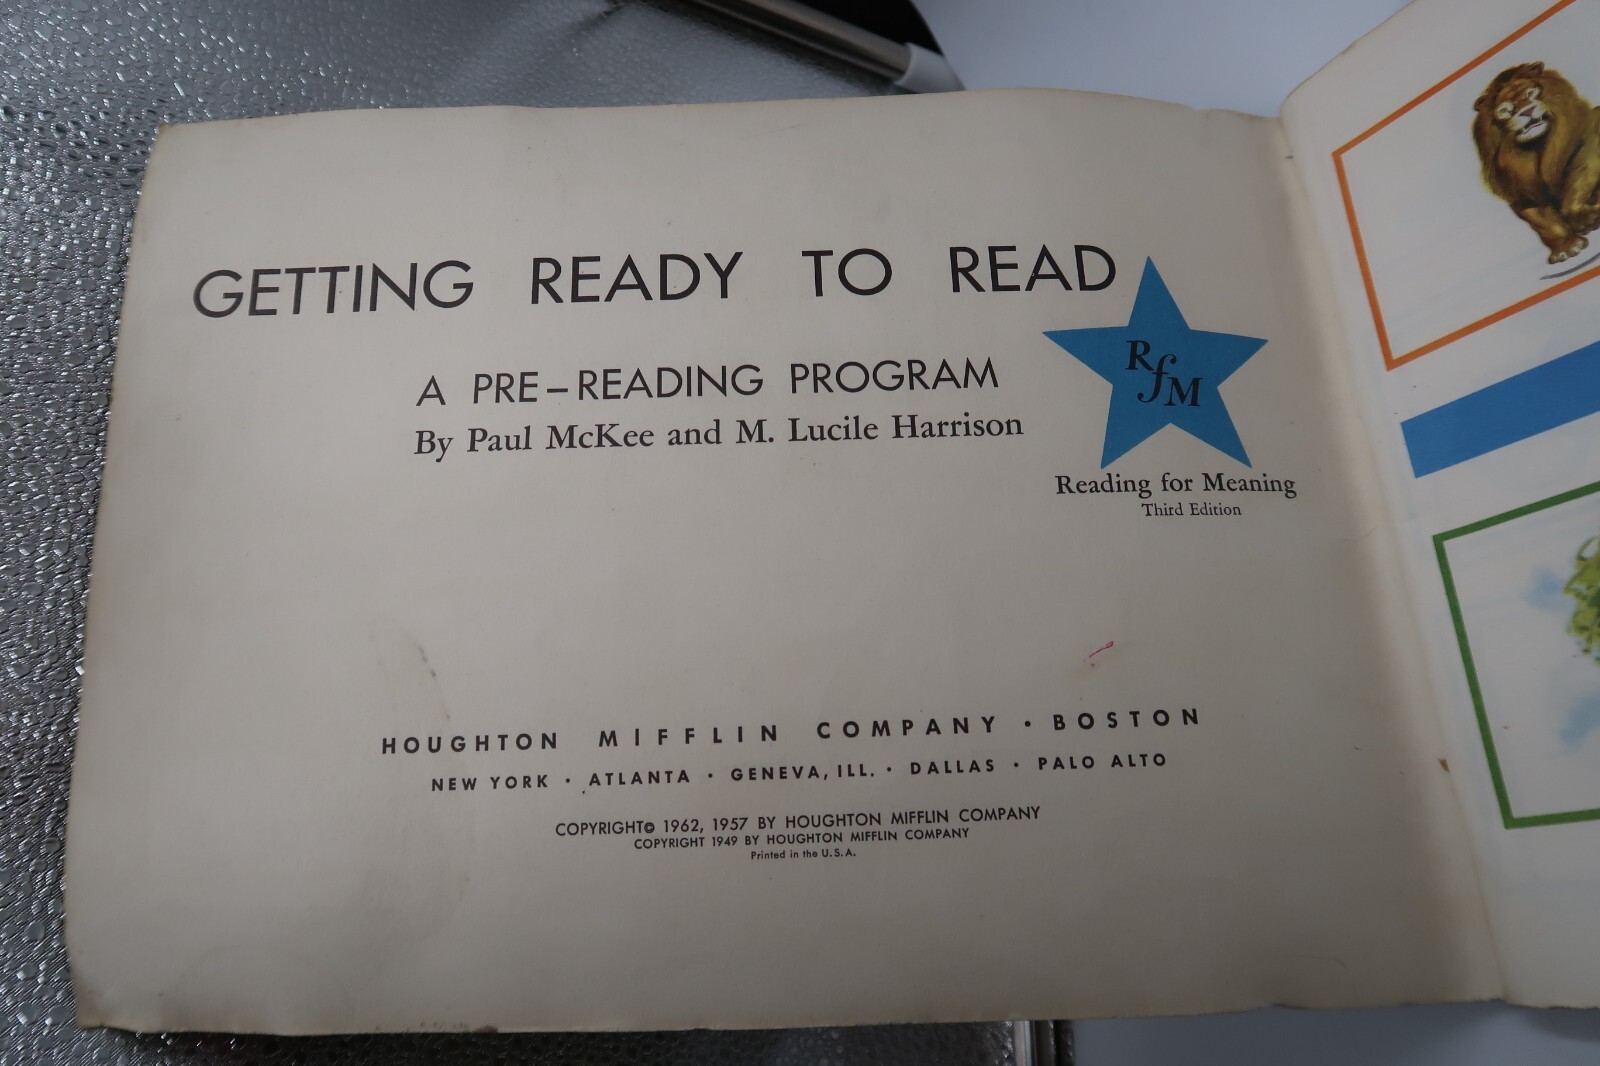 GETTING READY TO READ
A PRE-READING PROGRAM
By Paul McKee and M. Lucile Harrison
RfM
Reading for Meaning
Third Edition
HOUGHTON MIFFLIN COMPANY · BOSTON
NEW YORK · ATLANTA · GENEVA, ILL. · DALLAS · PALO ALTO
COPYRIGHT© 1962, 1957 BY HOUGHTON MIFFLIN COMPANY
COPYRIGHT 1949 BY HOUGHTON MIFFLIN COMPANY
Printed in the U.S.A.